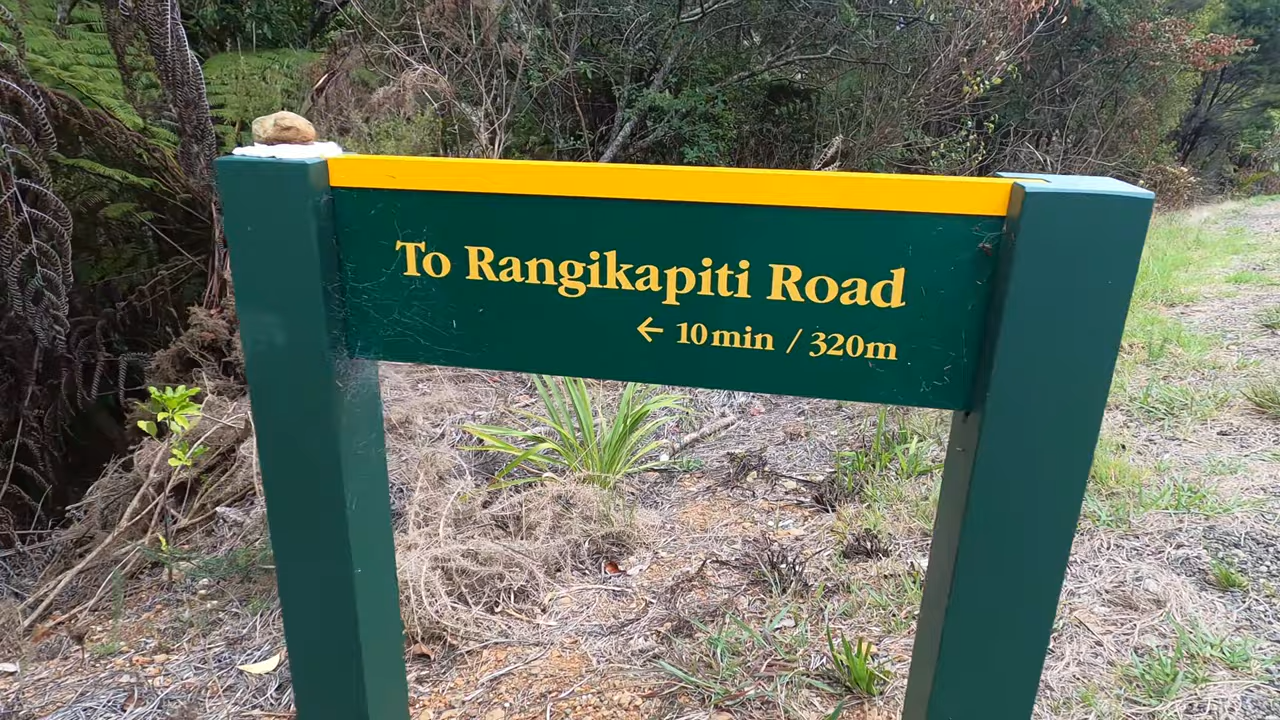 To Rangikapiti Road
← 10 min / 320m